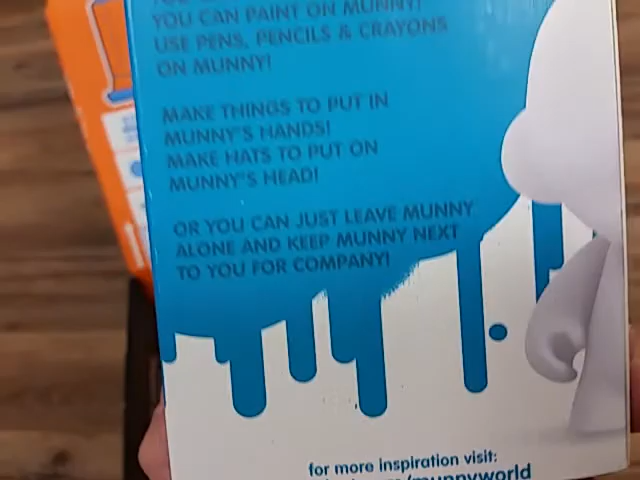 YOU CAN PAINT ON MUNNY!
USE PENS, PENCILS & CRAYONS
ON MUNNY!
MAKE THINGS TO PUT IN
MUNNY'S HANDS!
MAKE HATS TO PUT ON
MUNNY'S HEAD!
OR YOU CAN JUST LEAVE MUNNY
ALONE AND KEEP MUNNY NEXT
TO YOU FOR COMPANY!
for more inspiration visit:
/munnyworld